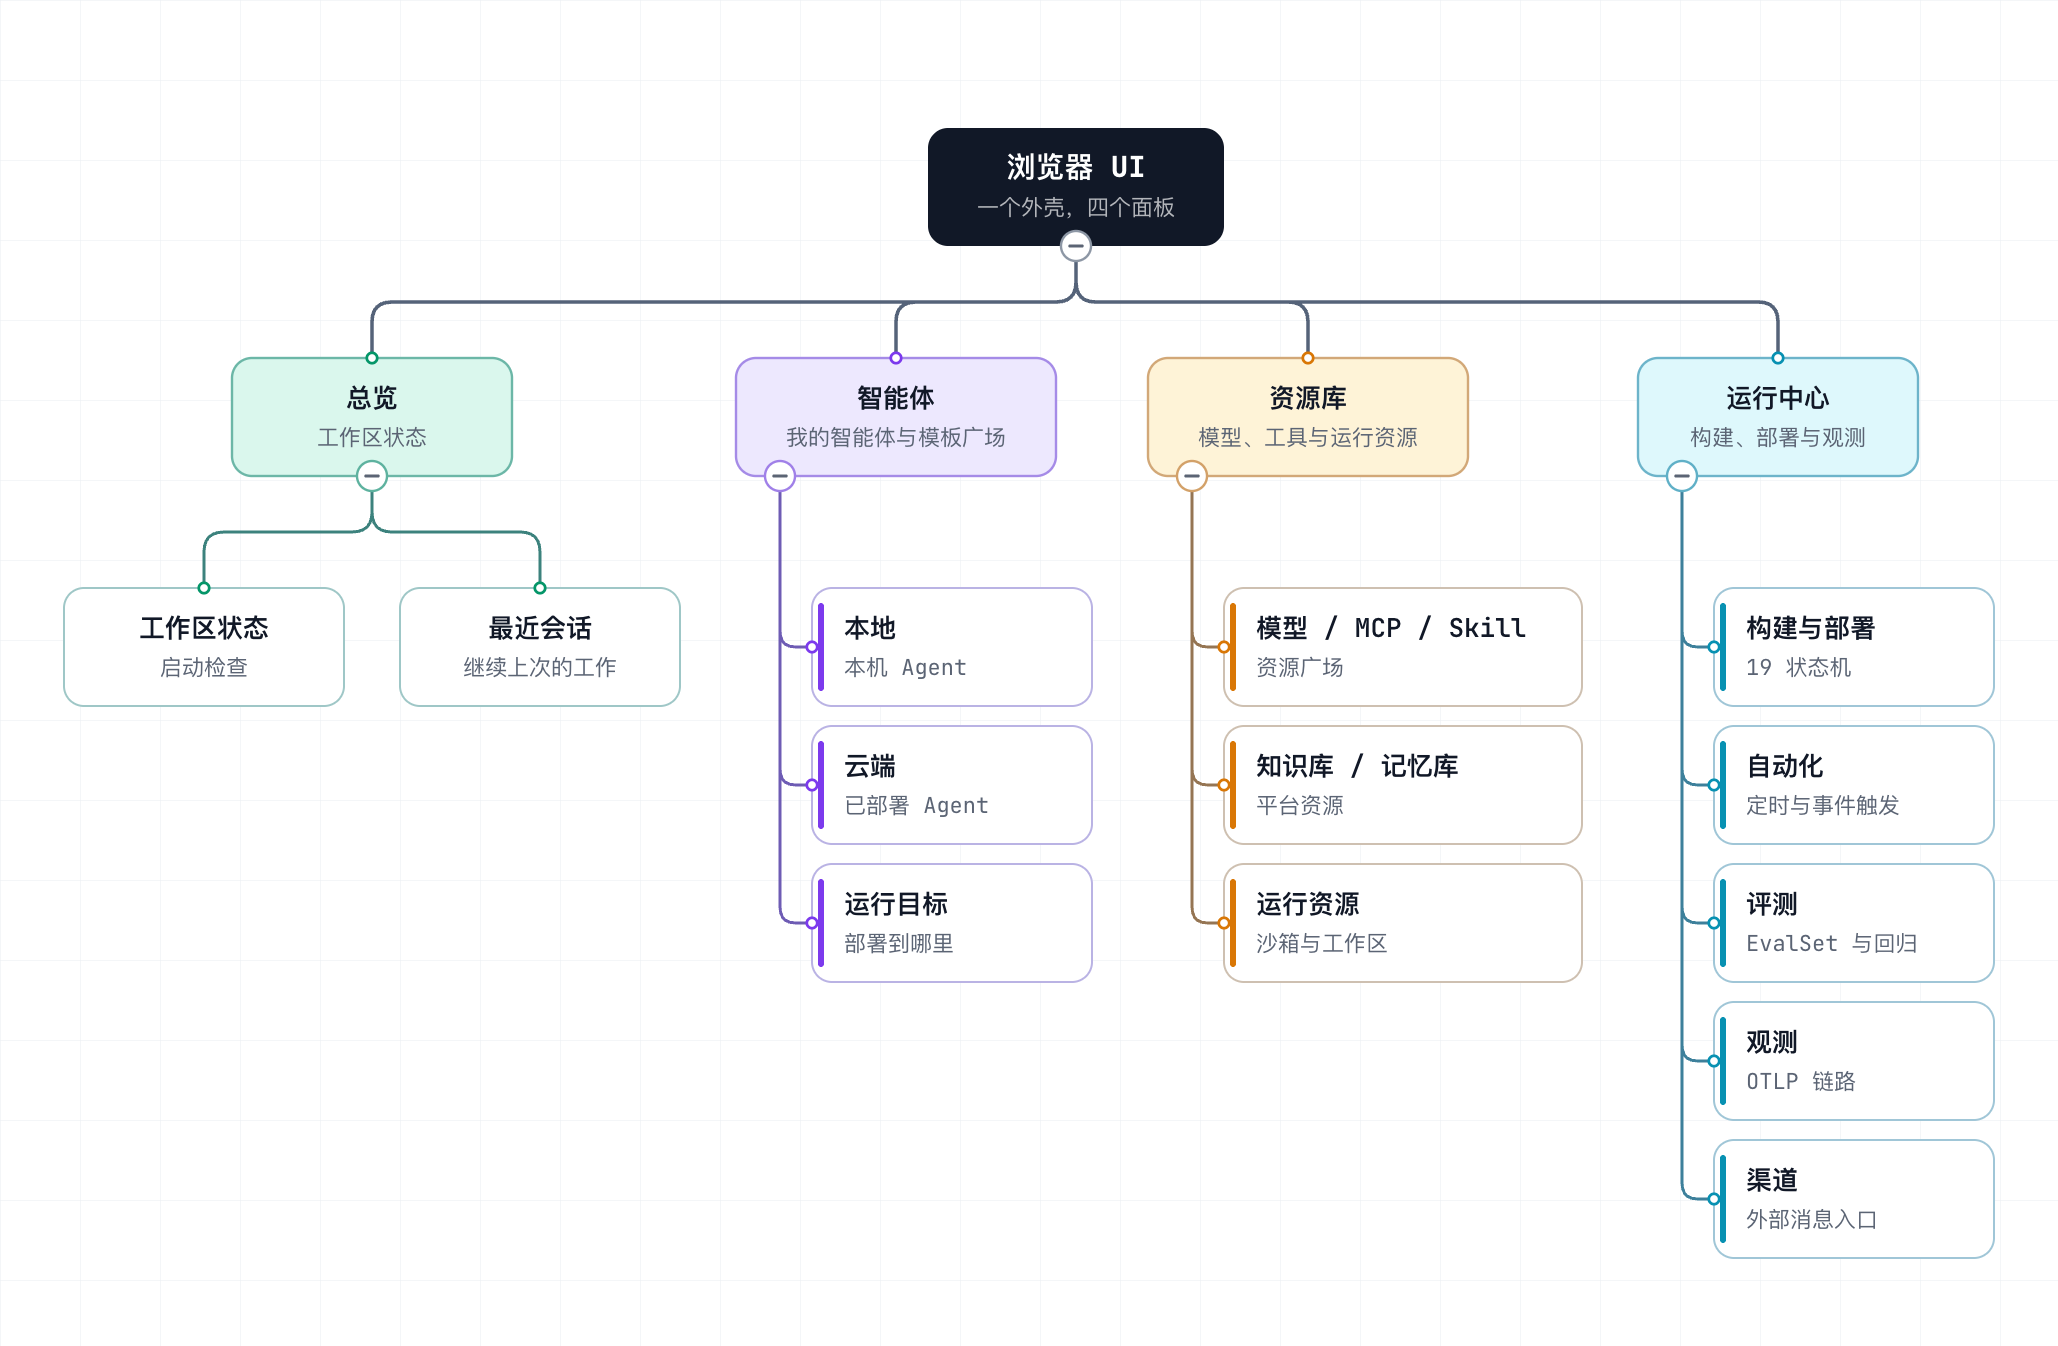 浏览器 UI
一个外壳，四个面板
总览
工作区状态
智能体
我的智能体与模板广场
资源库
模型、工具与运行资源
运行中心
构建、部署与观测
工作区状态
启动检查
最近会话
继续上次的工作
本地
本机 Agent
云端
已部署 Agent
运行目标
部署到哪里
模型 / MCP / Skill
资源广场
知识库 / 记忆库
平台资源
运行资源
沙箱与工作区
构建与部署
19 状态机
自动化
定时与事件触发
评测
EvalSet 与回归
观测
OTLP 链路
渠道
外部消息入口